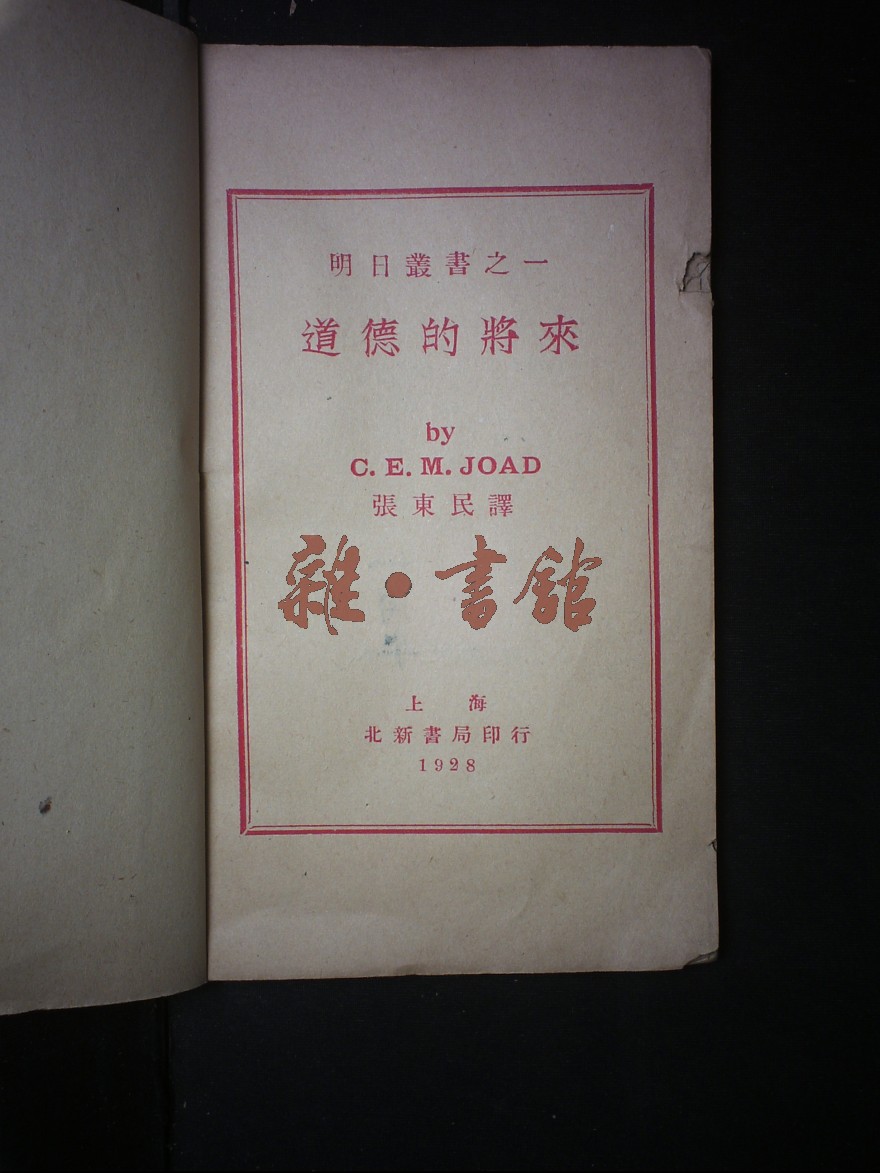 明日叢書之一
道德的將來
by
C. E. M. JOAD
張東民譯
雜·書館
上海
北新書局印行
1928